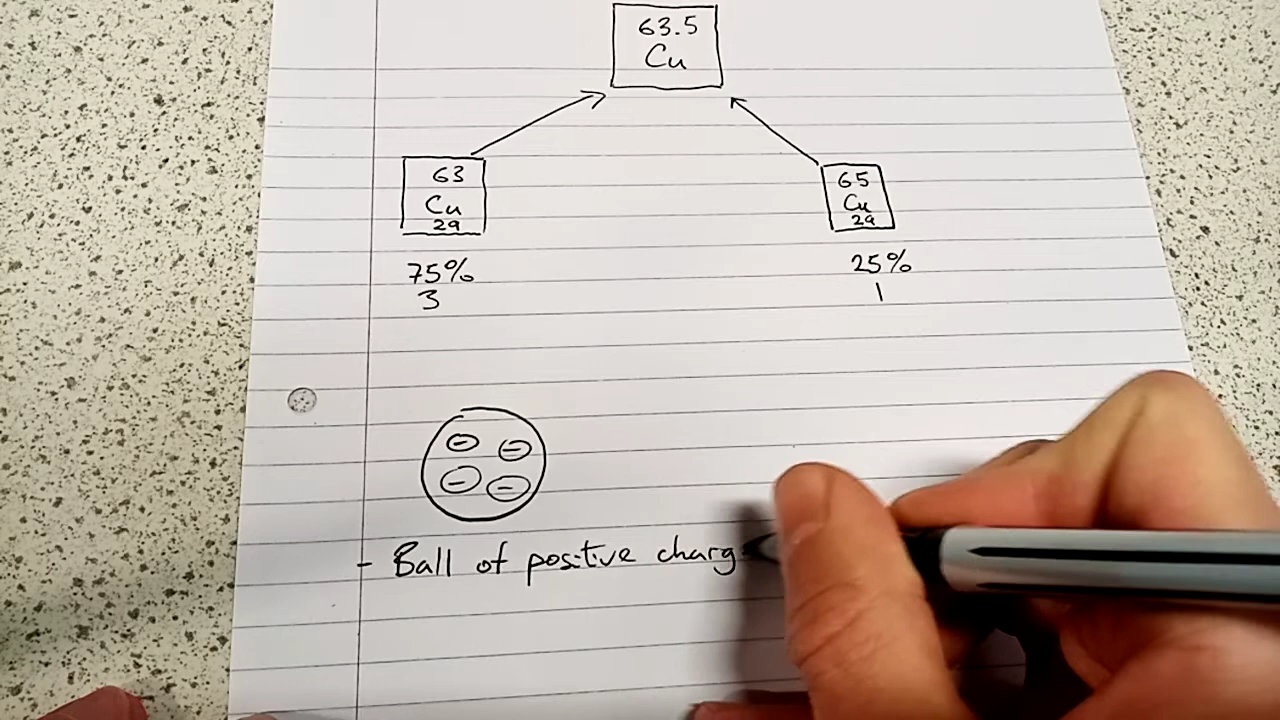 63.5
Cu
63
Cu
29
65
Cu
29
75%
3
25%
1
- - - -
- Ball of positive charg